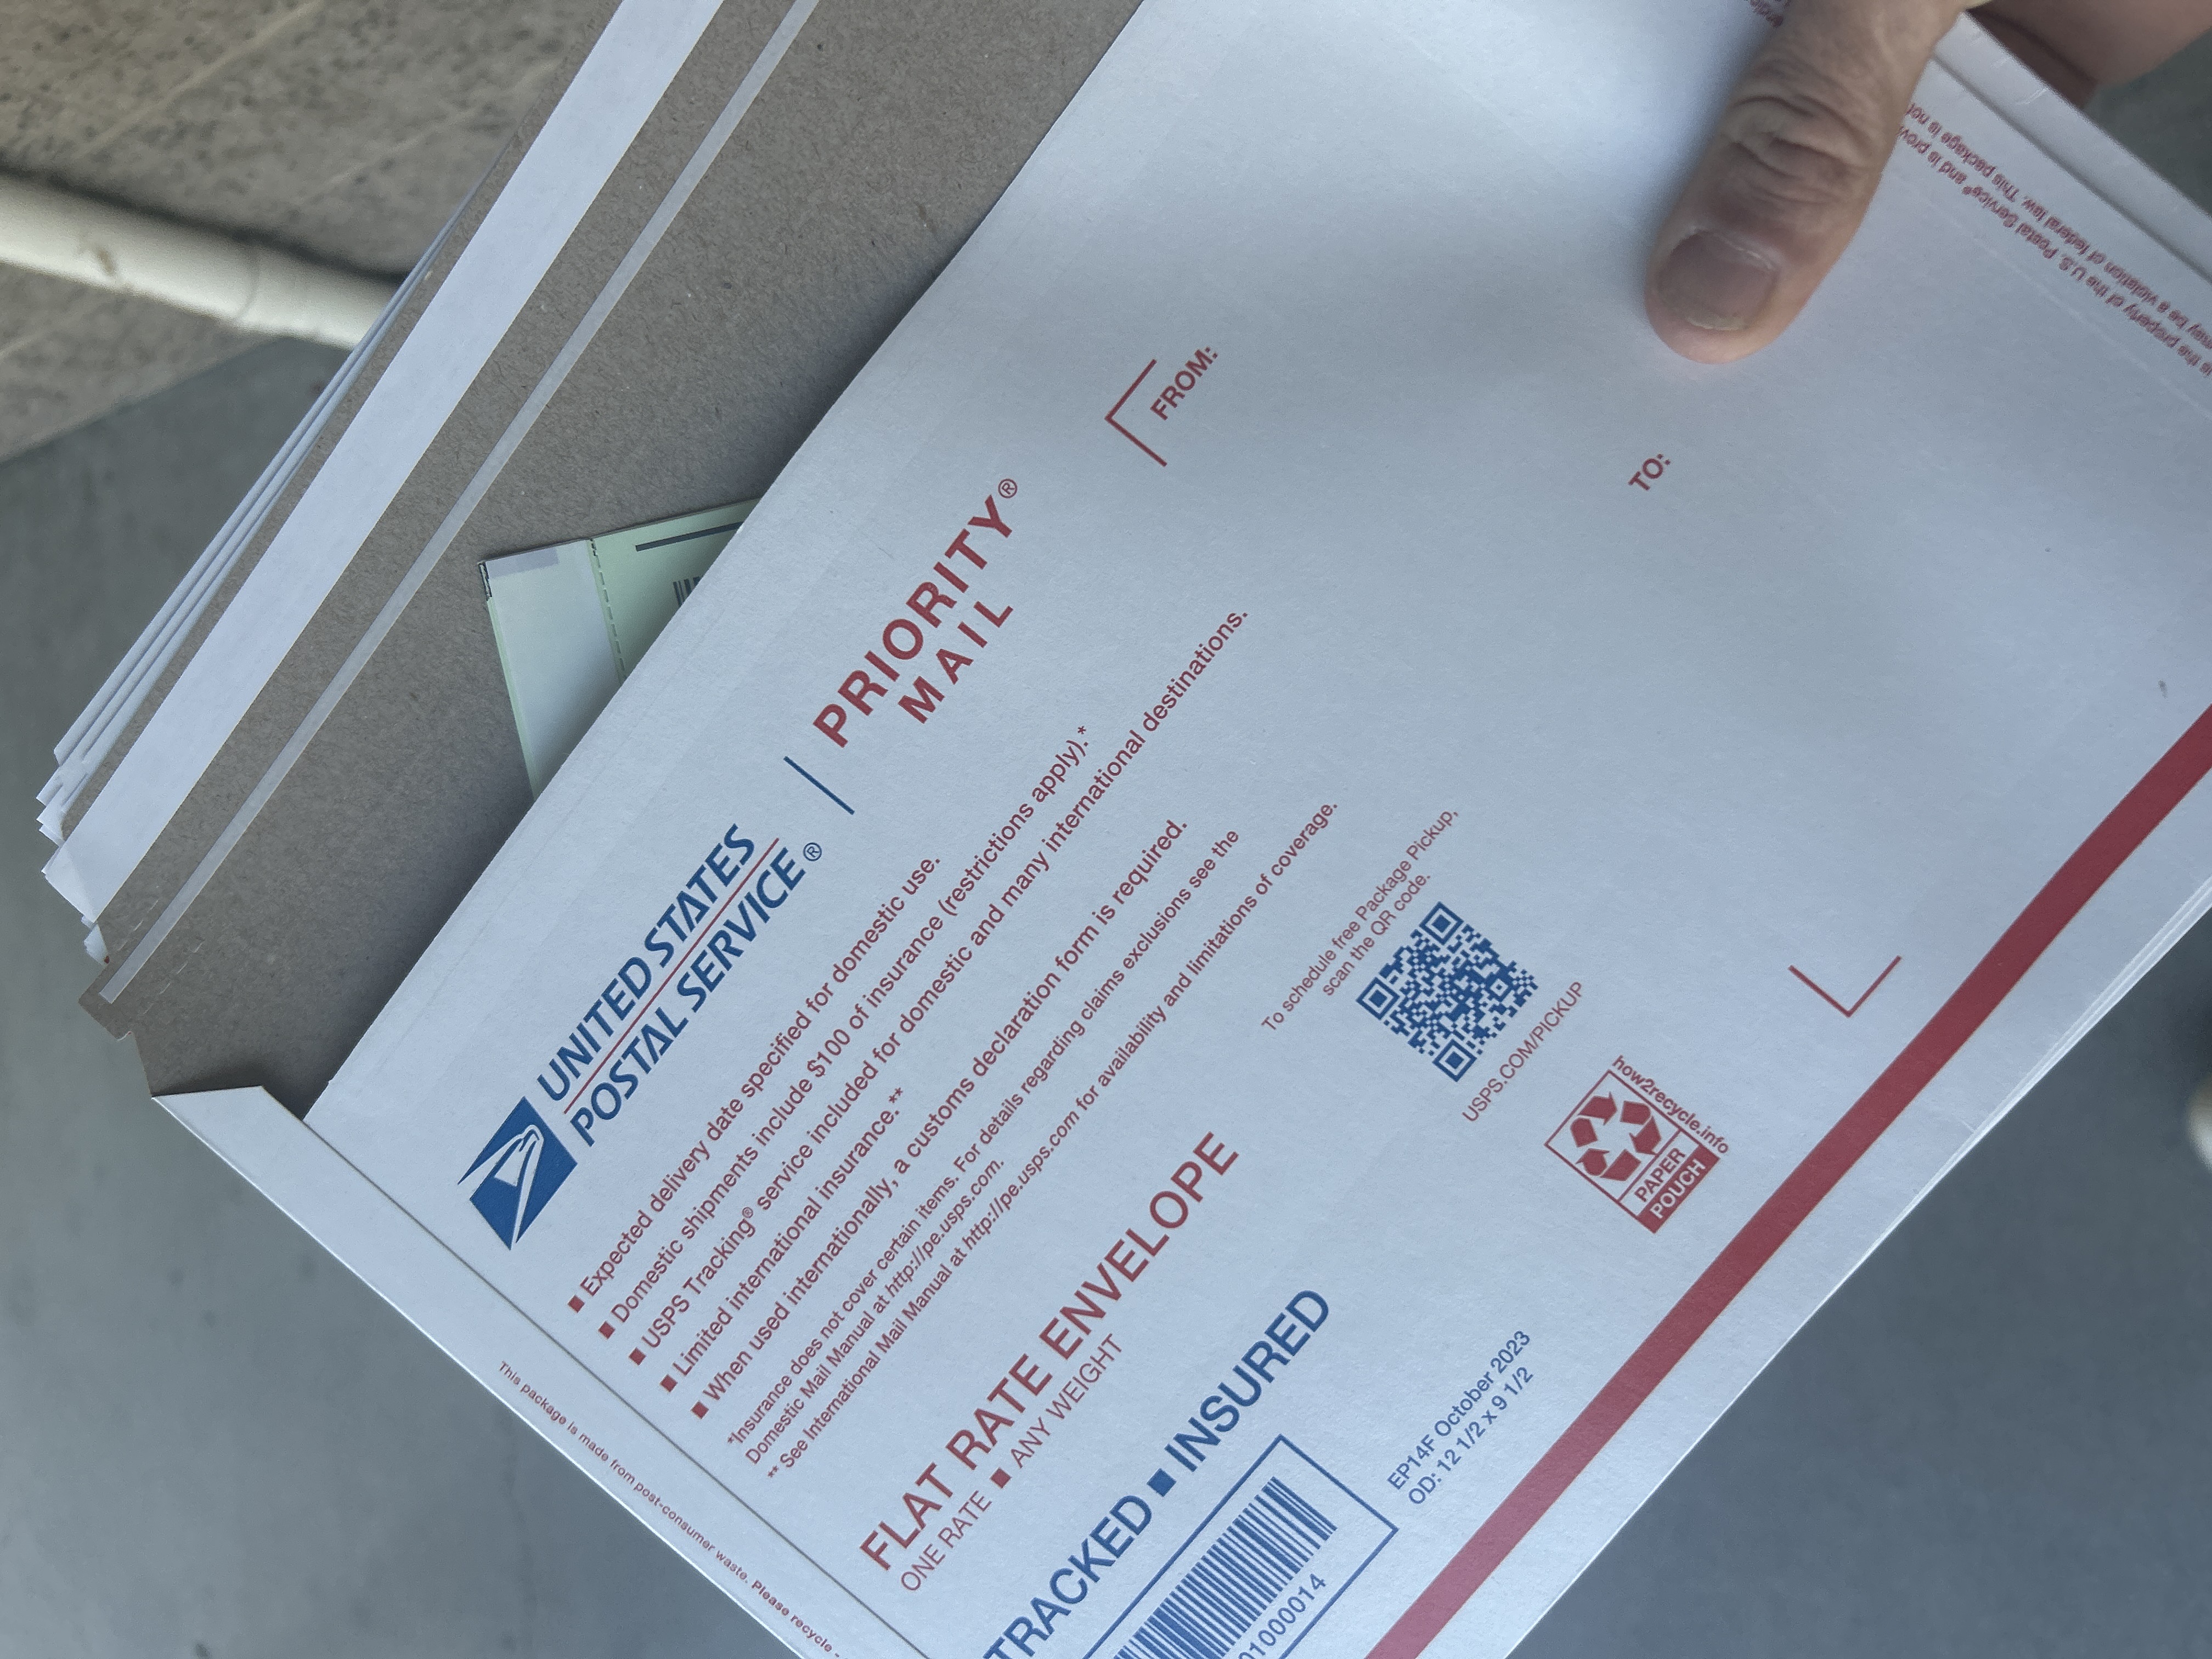 UNITED STATES
POSTAL SERVICE®
PRIORITY®
MAIL
■ Expected delivery date specified for domestic use.
■ Domestic shipments include $100 of insurance (restrictions apply).*
■ USPS Tracking® service included for domestic and many international destinations.
■ Limited international insurance.**
■ When used internationally, a customs declaration form is required.
*Insurance does not cover certain items. For details regarding claims exclusions see the
Domestic Mail Manual at http://pe.usps.com.
** See International Mail Manual at http://pe.usps.com for availability and limitations of coverage.
FLAT RATE ENVELOPE
ONE RATE ■ ANY WEIGHT
TRACKED ■ INSURED
01000014
EP14F October 2023
OD: 12 1/2 x 9 1/2
To schedule free Package Pickup,
scan the QR code.
USPS.COM/PICKUP
PAPER
POUCH
how2recycle.info
FROM:
TO:
This package is made from post-consumer waste. Please recycle
is the property of the U.S. Postal Service® and is
may be a violation of federal law. This package is not